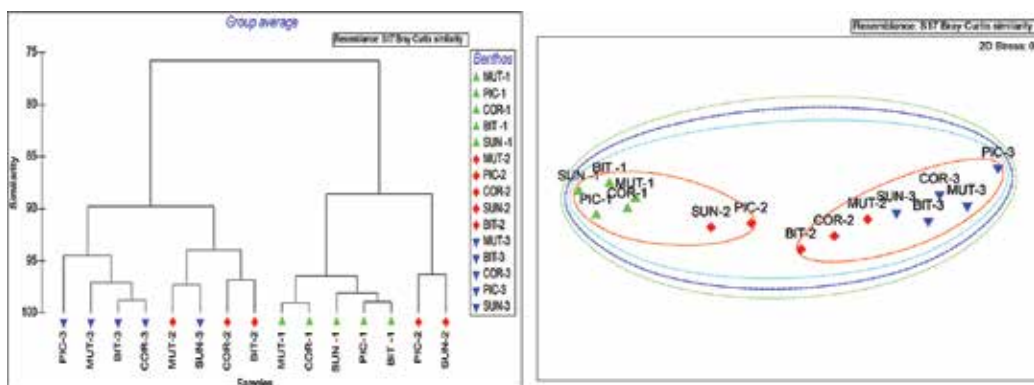 Group average
Resemblance: S17 Bray Curtis similarity
75
80
85
90
95
100
Similarity
PIC-3
MUT-3
BIT-3
COR-3
MUT-2
SUN-3
COR-2
BIT-2
MUT-1
COR-1
SUN -1
PIC-1
BIT -1
PIC-2
SUN-2
Samples
Benthos
MUT-1
PIC-1
COR-1
BIT -1
SUN -1
MUT-2
PIC-2
COR-2
SUN-2
BIT-2
MUT-3
BIT-3
COR-3
PIC-3
SUN-3
Resemblance: S17 Bray Curtis similarity
2D Stress: 0
PIC-3
BIT -1
SUN -1
MUT-1
COR-3
PIC-1
COR-1
MUT-2
SUN-3
MUT-3
SUN-2
PIC-2
COR-2
BIT-3
BIT-2